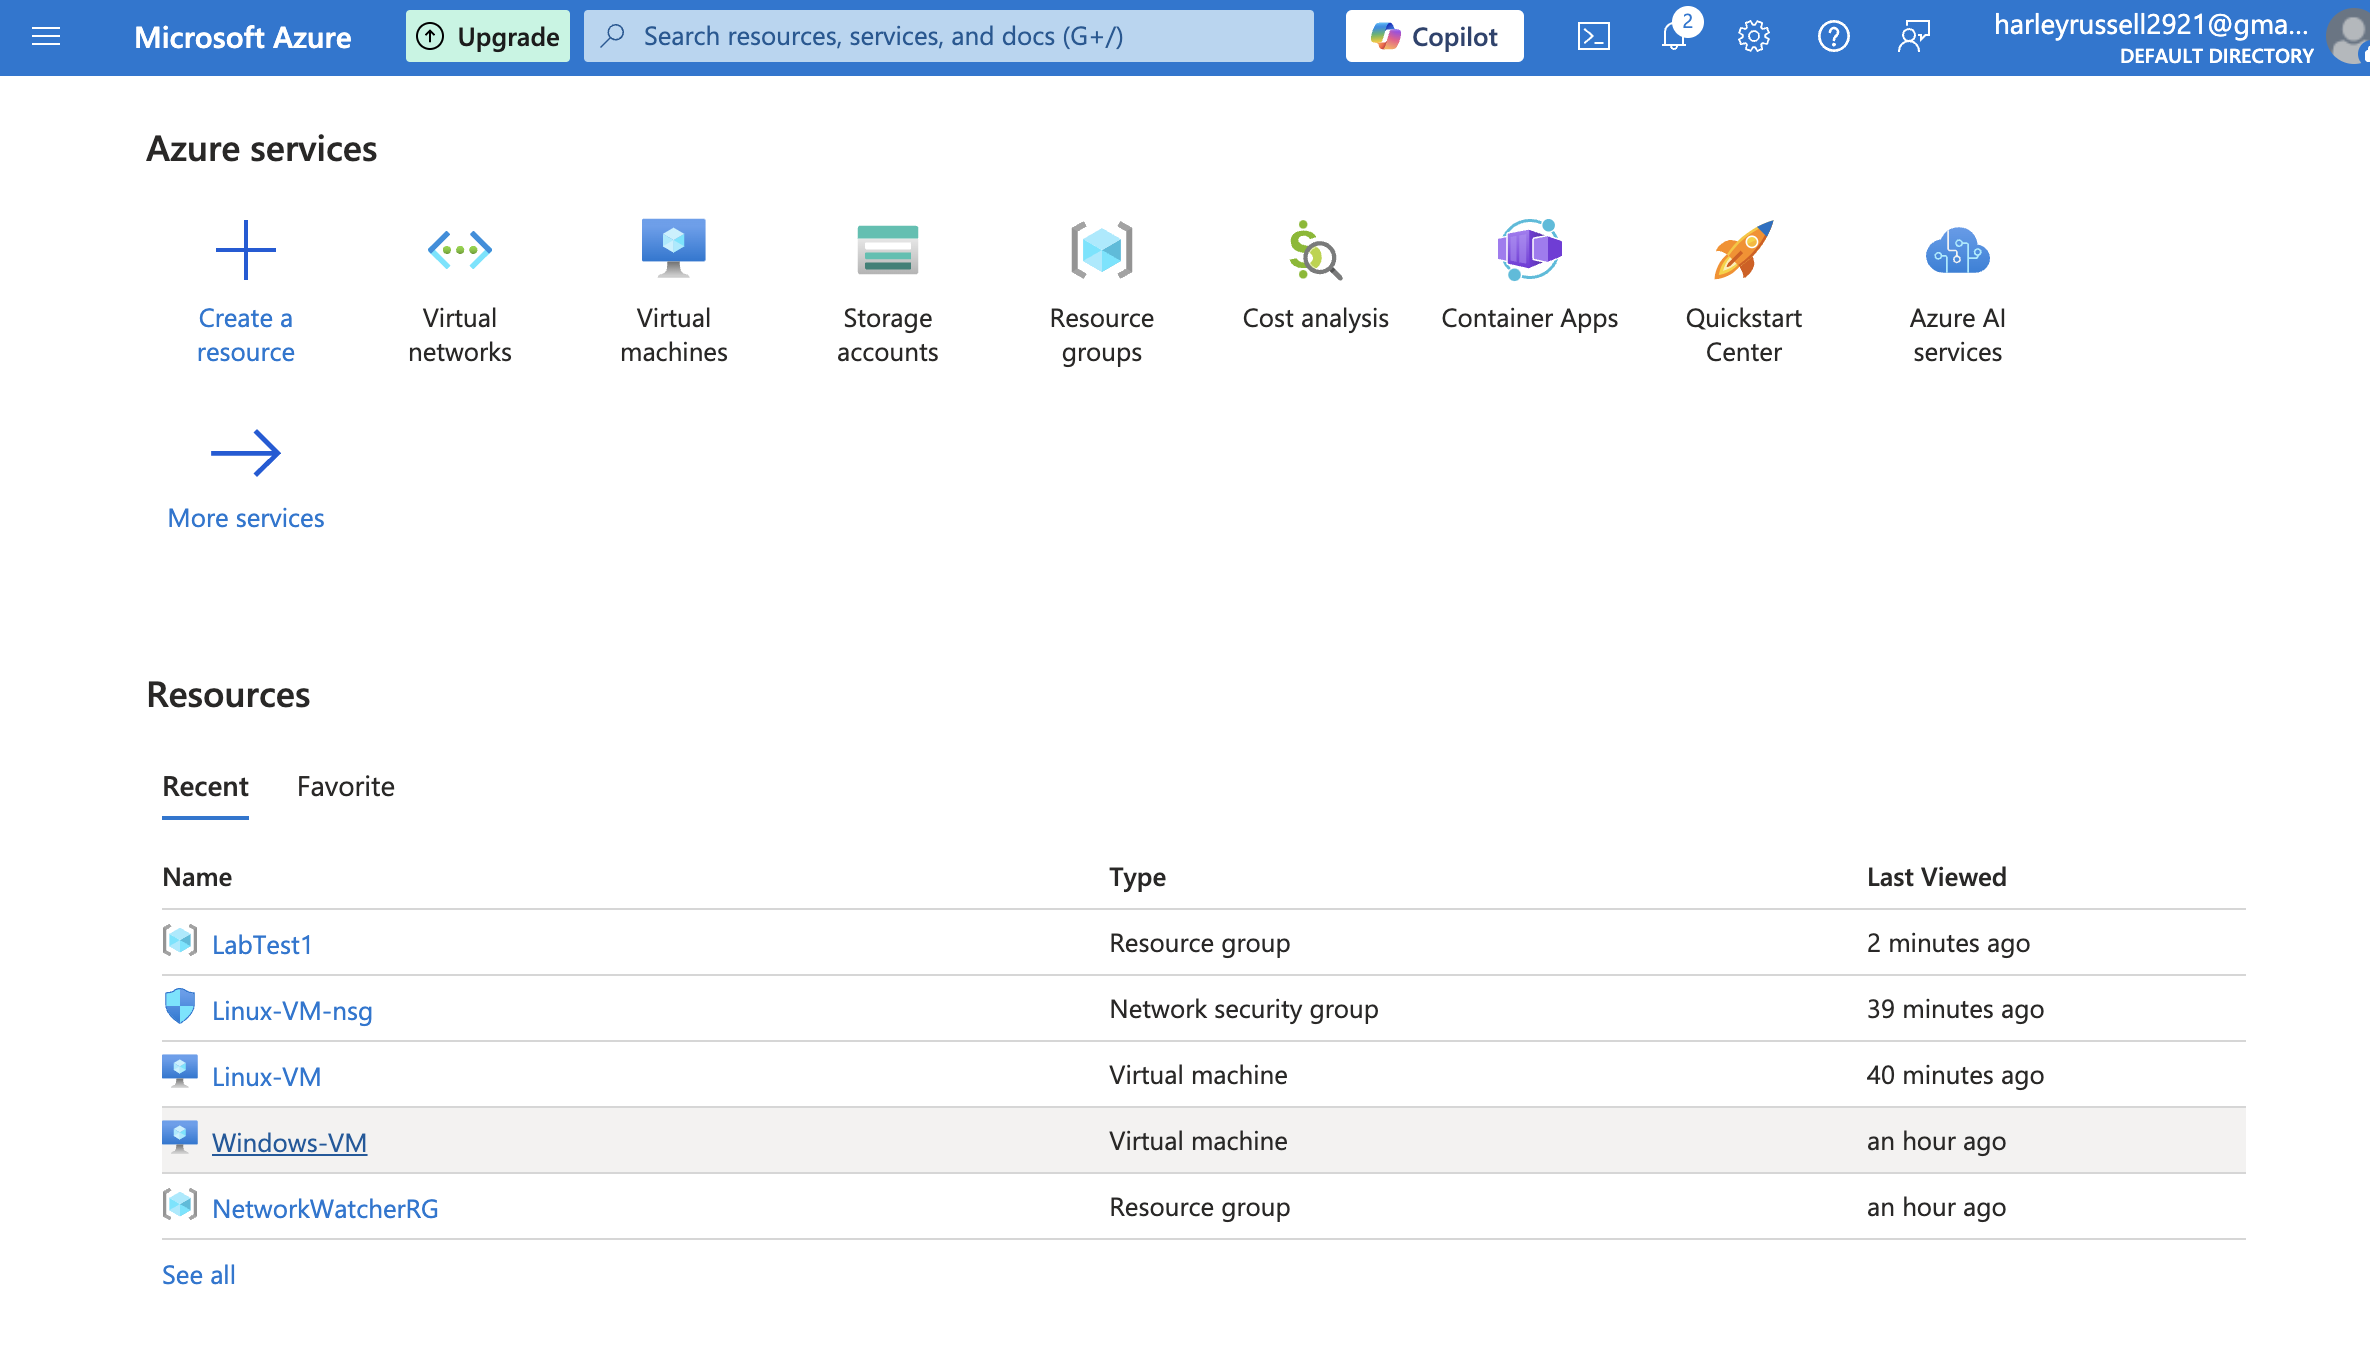 Microsoft Azure
Upgrade
Search resources, services, and docs (G+/)
Copilot
2
harleyrussell2921@gma...
DEFAULT DIRECTORY
Azure services
Create a
resource
Virtual
networks
Virtual
machines
Storage
accounts
Resource
groups
Cost analysis
Container Apps
Quickstart
Center
Azure AI
services
More services
Resources
Recent Favorite
Name Type Last Viewed
LabTest1 Resource group 2 minutes ago
Linux-VM-nsg Network security group 39 minutes ago
Linux-VM Virtual machine 40 minutes ago
Windows-VM Virtual machine an hour ago
NetworkWatcherRG Resource group an hour ago
See all